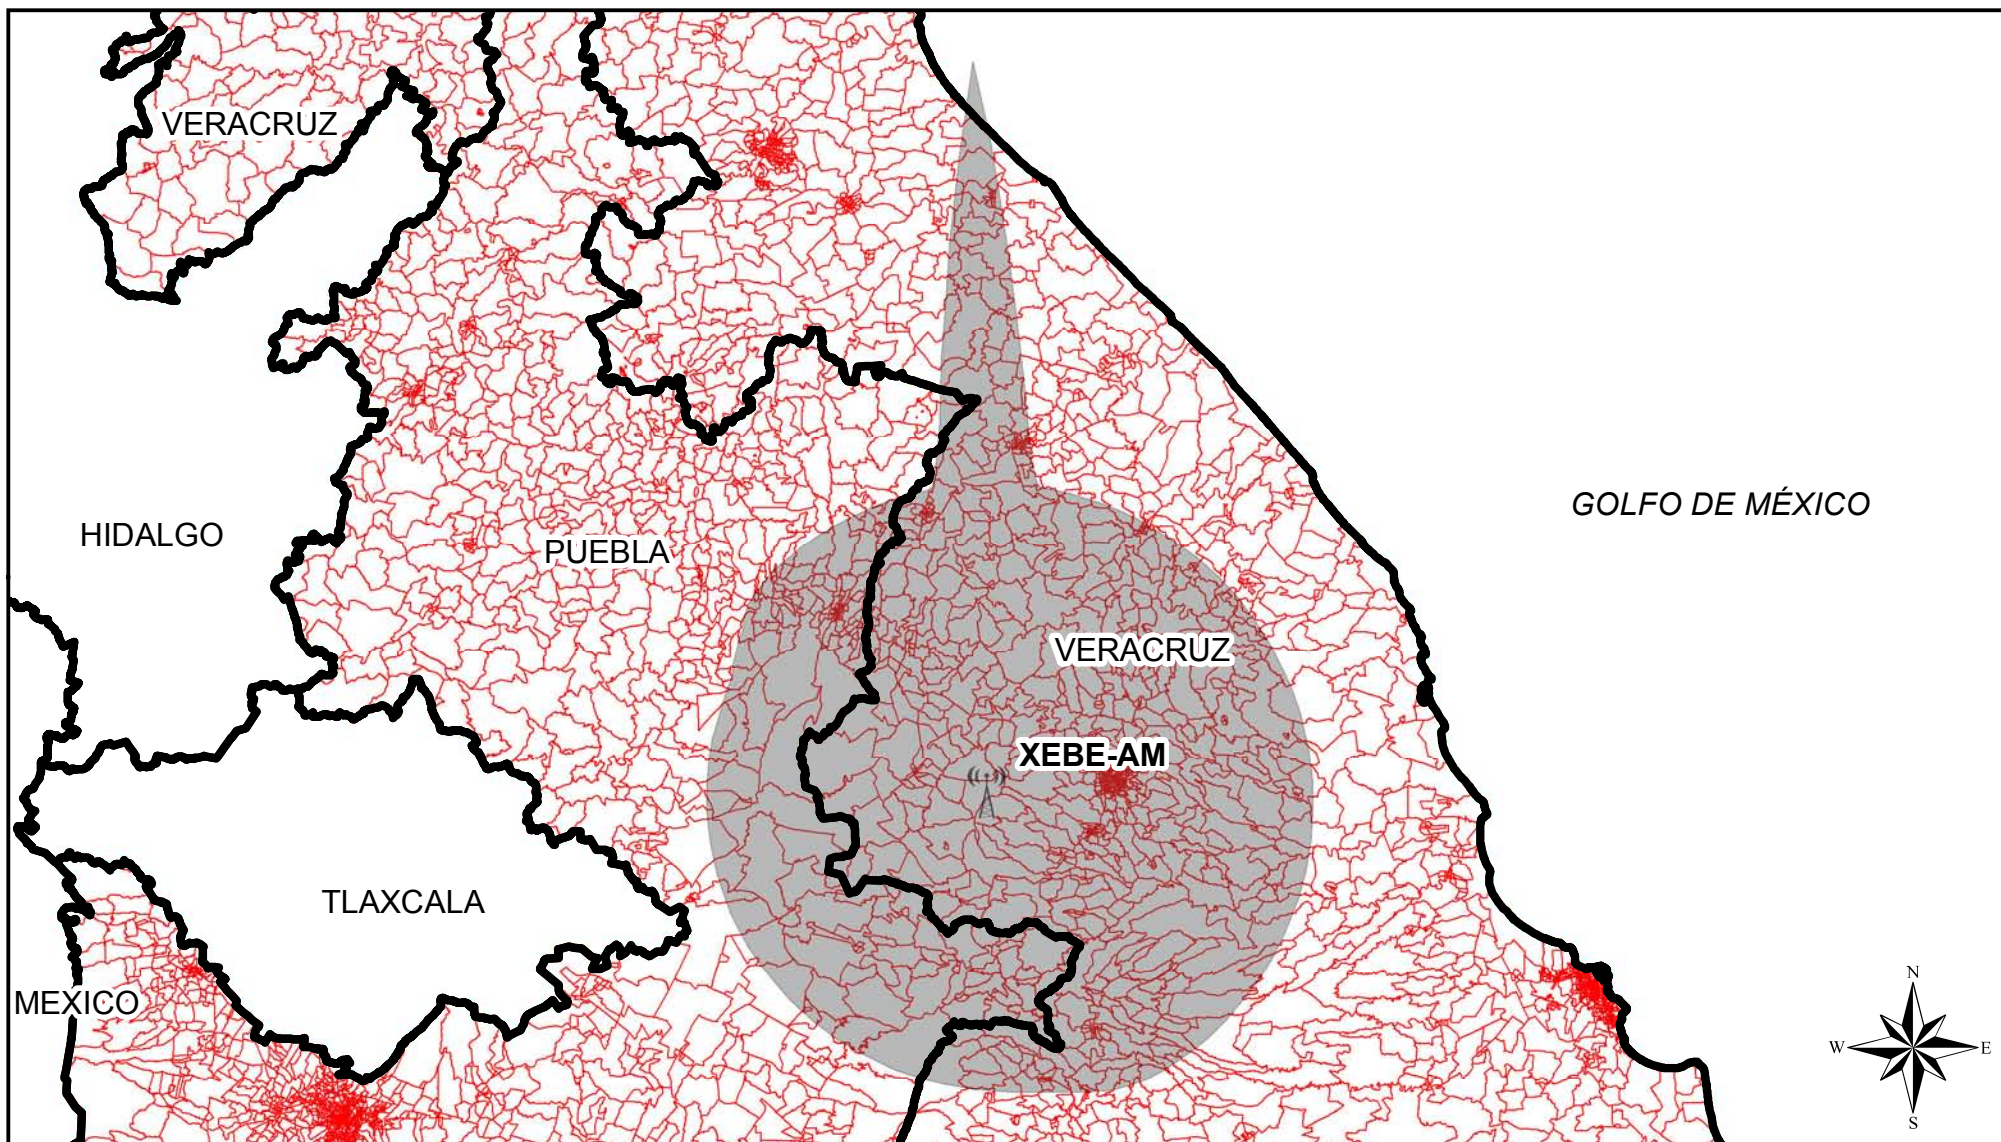 VERACRUZ
GOLFO DE MÉXICO
HIDALGO
PUEBLA
VERACRUZ
XEBE-AM
TLAXCALA
MEXICO
N
W
E
S